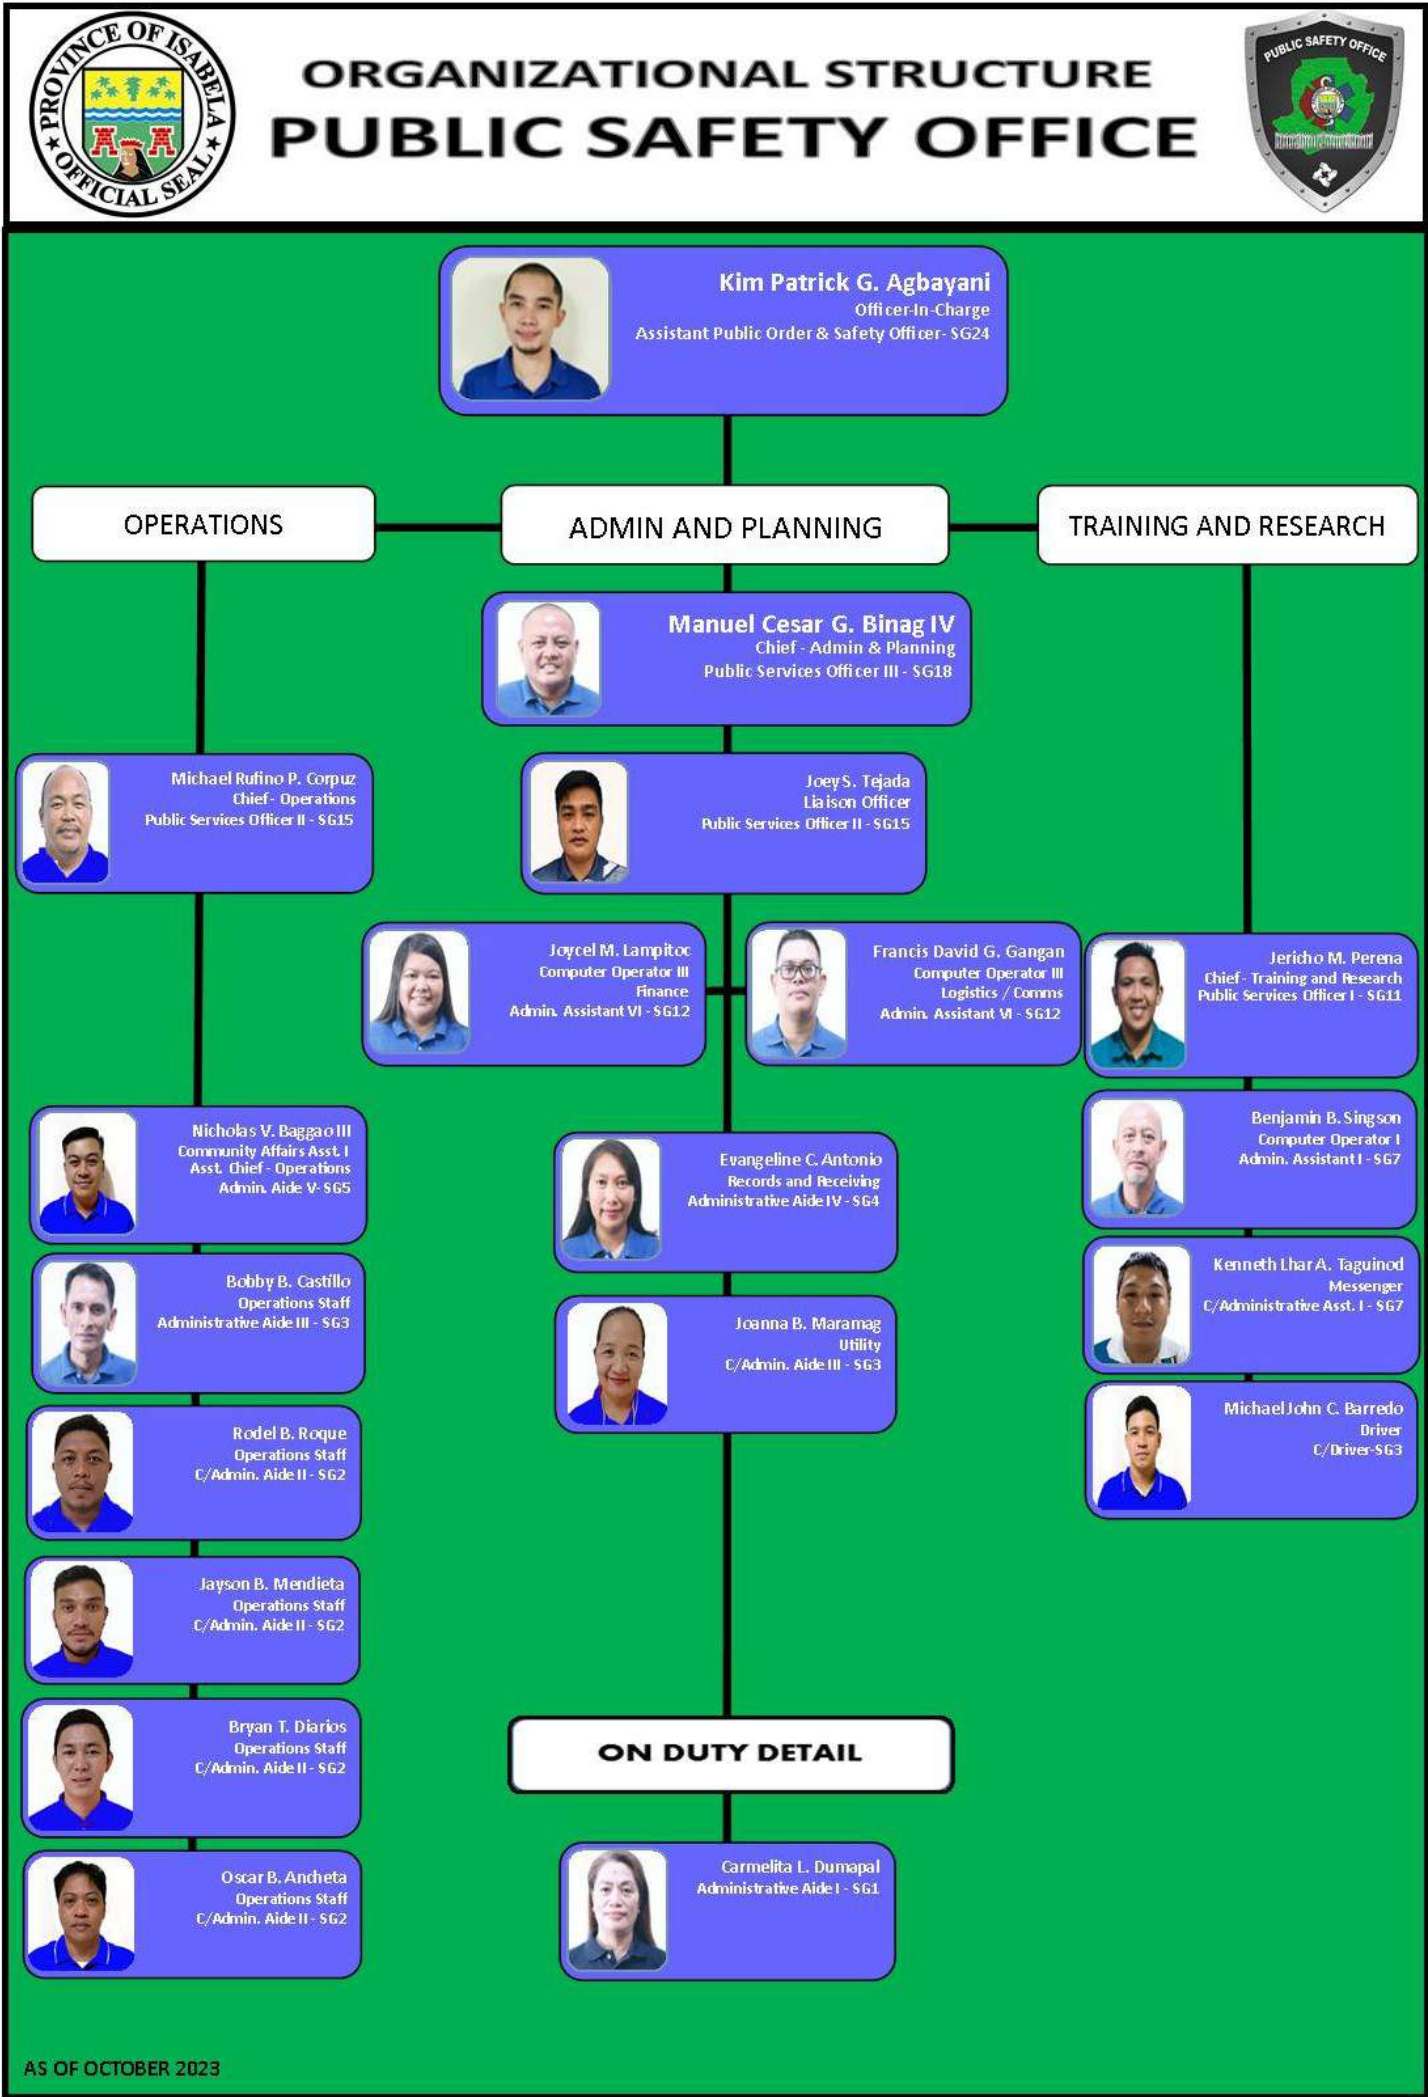 PROVINCE OF ISABELA
OFFICIAL SEAL
ORGANIZATIONAL STRUCTURE
PUBLIC SAFETY OFFICE
PUBLIC SAFETY OFFICE
Kim Patrick G. Agbayani
Officer-In-Charge
Assistant Public Order & Safety Officer- SG24
OPERATIONS
ADMIN AND PLANNING
TRAINING AND RESEARCH
Manuel Cesar G. Binag IV
Chief - Admin & Planning
Public Services Officer III - SG18
Michael Rufino P. Corpuz
Chief - Operations
Public Services Officer II - SG15
Joey S. Tejada
Liaison Officer
Public Services Officer II - SG15
Joycel M. Lampitoc
Computer Operator III
Finance
Admin. Assistant VI - SG12
Francis David G. Gangan
Computer Operator III
Logistics / Comms
Admin. Assistant VI - SG12
Jericho M. Perena
Chief - Training and Research
Public Services Officer I - SG11
Nicholas V. Baggao III
Community Affairs Asst. I
Asst. Chief - Operations
Admin. Aide V- SG5
Evangeline C. Antonio
Records and Receiving
Administrative Aide IV - SG4
Benjamin B. Singson
Computer Operator I
Admin. Assistant I - SG7
Bobby B. Castillo
Operations Staff
Administrative Aide III - SG3
Joanna B. Maramag
Utility
C/Admin. Aide III - SG3
Kenneth Lhar A. Taguinod
Messenger
C/Administrative Asst. I - SG7
Rodel B. Roque
Operations Staff
C/Admin. Aide II - SG2
Michael John C. Barredo
Driver
C/Driver-SG3
Jayson B. Mendieta
Operations Staff
C/Admin. Aide II - SG2
Bryan T. Diarios
Operations Staff
C/Admin. Aide II - SG2
ON DUTY DETAIL
Oscar B. Ancheta
Operations Staff
C/Admin. Aide II - SG2
Carmelita L. Dumapal
Administrative Aide I - SG1
AS OF OCTOBER 2023